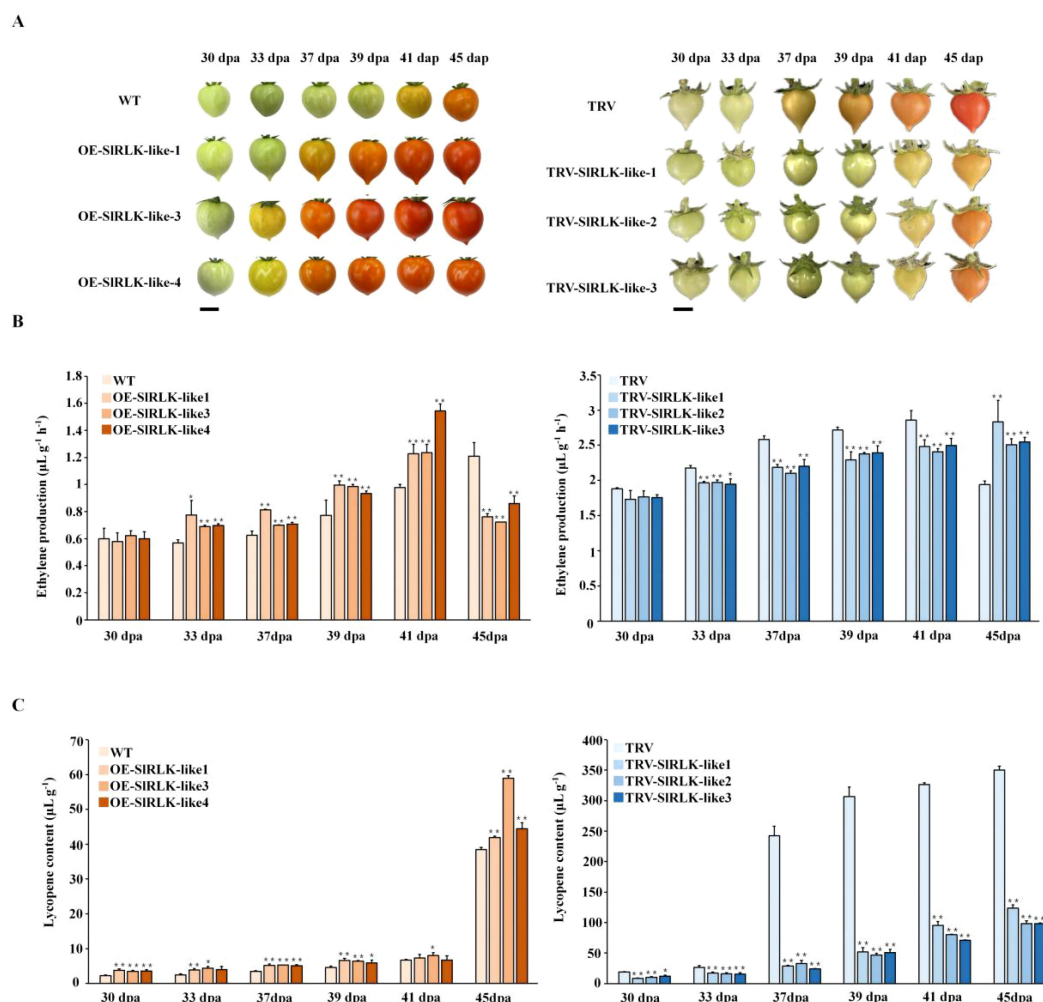 A
30 dpa 33 dpa 37 dpa 39 dpa 41 dap 45 dap
WT
OE-SlRLK-like-1
OE-SlRLK-like-3
OE-SlRLK-like-4
30 dpa 33 dpa 37 dpa 39 dpa 41 dap 45 dap
TRV
TRV-SlRLK-like-1
TRV-SlRLK-like-2
TRV-SlRLK-like-3
B
Ethylene production (μL g-1 h-1)
1.8
1.6
1.4
1.2
1
0.8
0.6
0.4
0.2
0
WT
OE-SlRLK-like1
OE-SlRLK-like3
OE-SlRLK-like4
* ** **
** ** **
** ** **
** ** **
** ** **
30 dpa 33 dpa 37dpa 39 dpa 41 dpa 45 dpa
Ethylene production (μL g-1 h-1)
3.5
3
2.5
2
1.5
1
0.5
0
TRV
TRV-SlRLK-like1
TRV-SlRLK-like2
TRV-SlRLK-like3
** ** *
** ** **
** ** **
** ** **
** ** **
30 dpa 33 dpa 37dpa 39 dpa 41 dpa 45dpa
C
Lycopene content (μL g-1)
70
60
50
40
30
20
10
0
WT
OE-SlRLK-like1
OE-SlRLK-like3
OE-SlRLK-like4
** ** **
** *
** ** **
** ** *
*
** ** **
30 dpa 33 dpa 37dpa 39 dpa 41 dpa 45dpa
Lycopene content (μL g-1)
400
350
300
250
200
150
100
50
0
TRV
TRV-SlRLK-like1
TRV-SlRLK-like2
TRV-SlRLK-like3
** ** *
** ** **
** ** **
** ** **
** ** **
** ** **
30 dpa 33 dpa 37dpa 39 dpa 41 dpa 45dpa